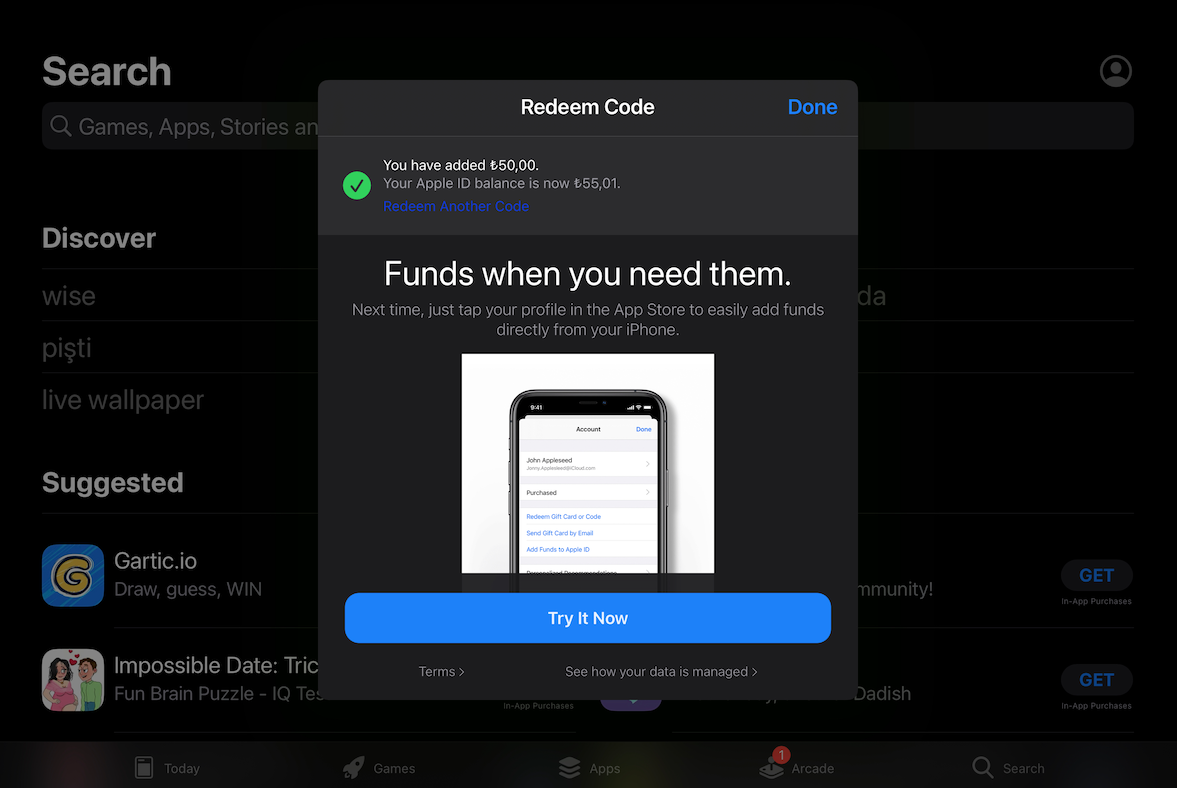 Search
Games, Apps, Stories an
Redeem Code
Done
You have added ₺50,00.
Your Apple ID balance is now ₺55,01.
Redeem Another Code
Funds when you need them.
Next time, just tap your profile in the App Store to easily add funds
directly from your iPhone.
9:41
Account
Done
John Appleseed
Purchased
Redeem Gift Card or Code
Send Gift Card by Email
Add Funds to Apple ID
Personalized Recommendations
Try It Now
Terms >
See how your data is managed >
Discover
wise
da
pişti
live wallpaper
Suggested
Gartic.io
Draw, guess, WIN
mmunity!
GET
In-App Purchases
Impossible Date: Tric
Fun Brain Puzzle - IQ Tes
In-App Purchases
Dadish
GET
In-App Purchases
Today
Games
Apps
1
Arcade
Search